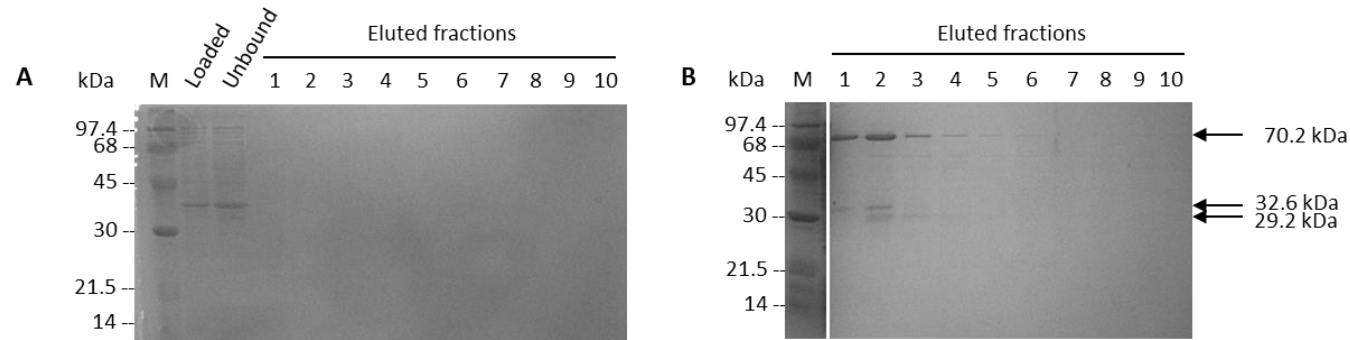 A
kDa M Loaded Unbound Eluted fractions
1 2 3 4 5 6 7 8 9 10
97.4 --
68 --
45 --
30 --
21.5 --
14 --
B
Eluted fractions
kDa M 1 2 3 4 5 6 7 8 9 10
97.4 --
68 --
45 --
30 --
21.5 --
14 --
70.2 kDa
32.6 kDa
29.2 kDa